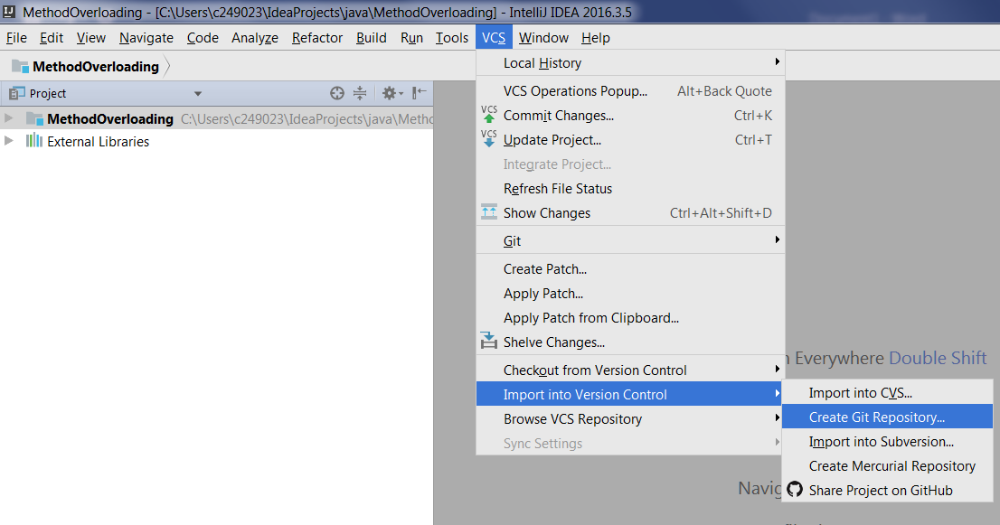 MethodOverloading - [C:\Users\c249023\IdeaProjects\java\MethodOverloading] - IntelliJ IDEA 2016.3.5
File Edit View Navigate Code Analyze Refactor Build Run Tools VCS Window Help
MethodOverloading
Project
MethodOverloading C:\Users\c249023\IdeaProjects\java\Metho
External Libraries
Local History
VCS Operations Popup... Alt+Back Quote
VCS Commit Changes... Ctrl+K
VCS Update Project... Ctrl+T
Integrate Project...
Refresh File Status
Show Changes Ctrl+Alt+Shift+D
Git
Create Patch...
Apply Patch...
Apply Patch from Clipboard...
Shelve Changes...
Checkout from Version Control
Import into Version Control
Browse VCS Repository
Sync Settings
Everywhere Double Shift
Import into CVS...
Create Git Repository...
Import into Subversion...
Create Mercurial Repository
Share Project on GitHub
Navig